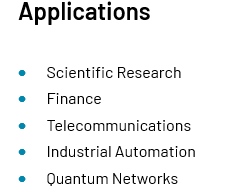 Applications
Scientific Research
Finance
Telecommunications
Industrial Automation
Quantum Networks